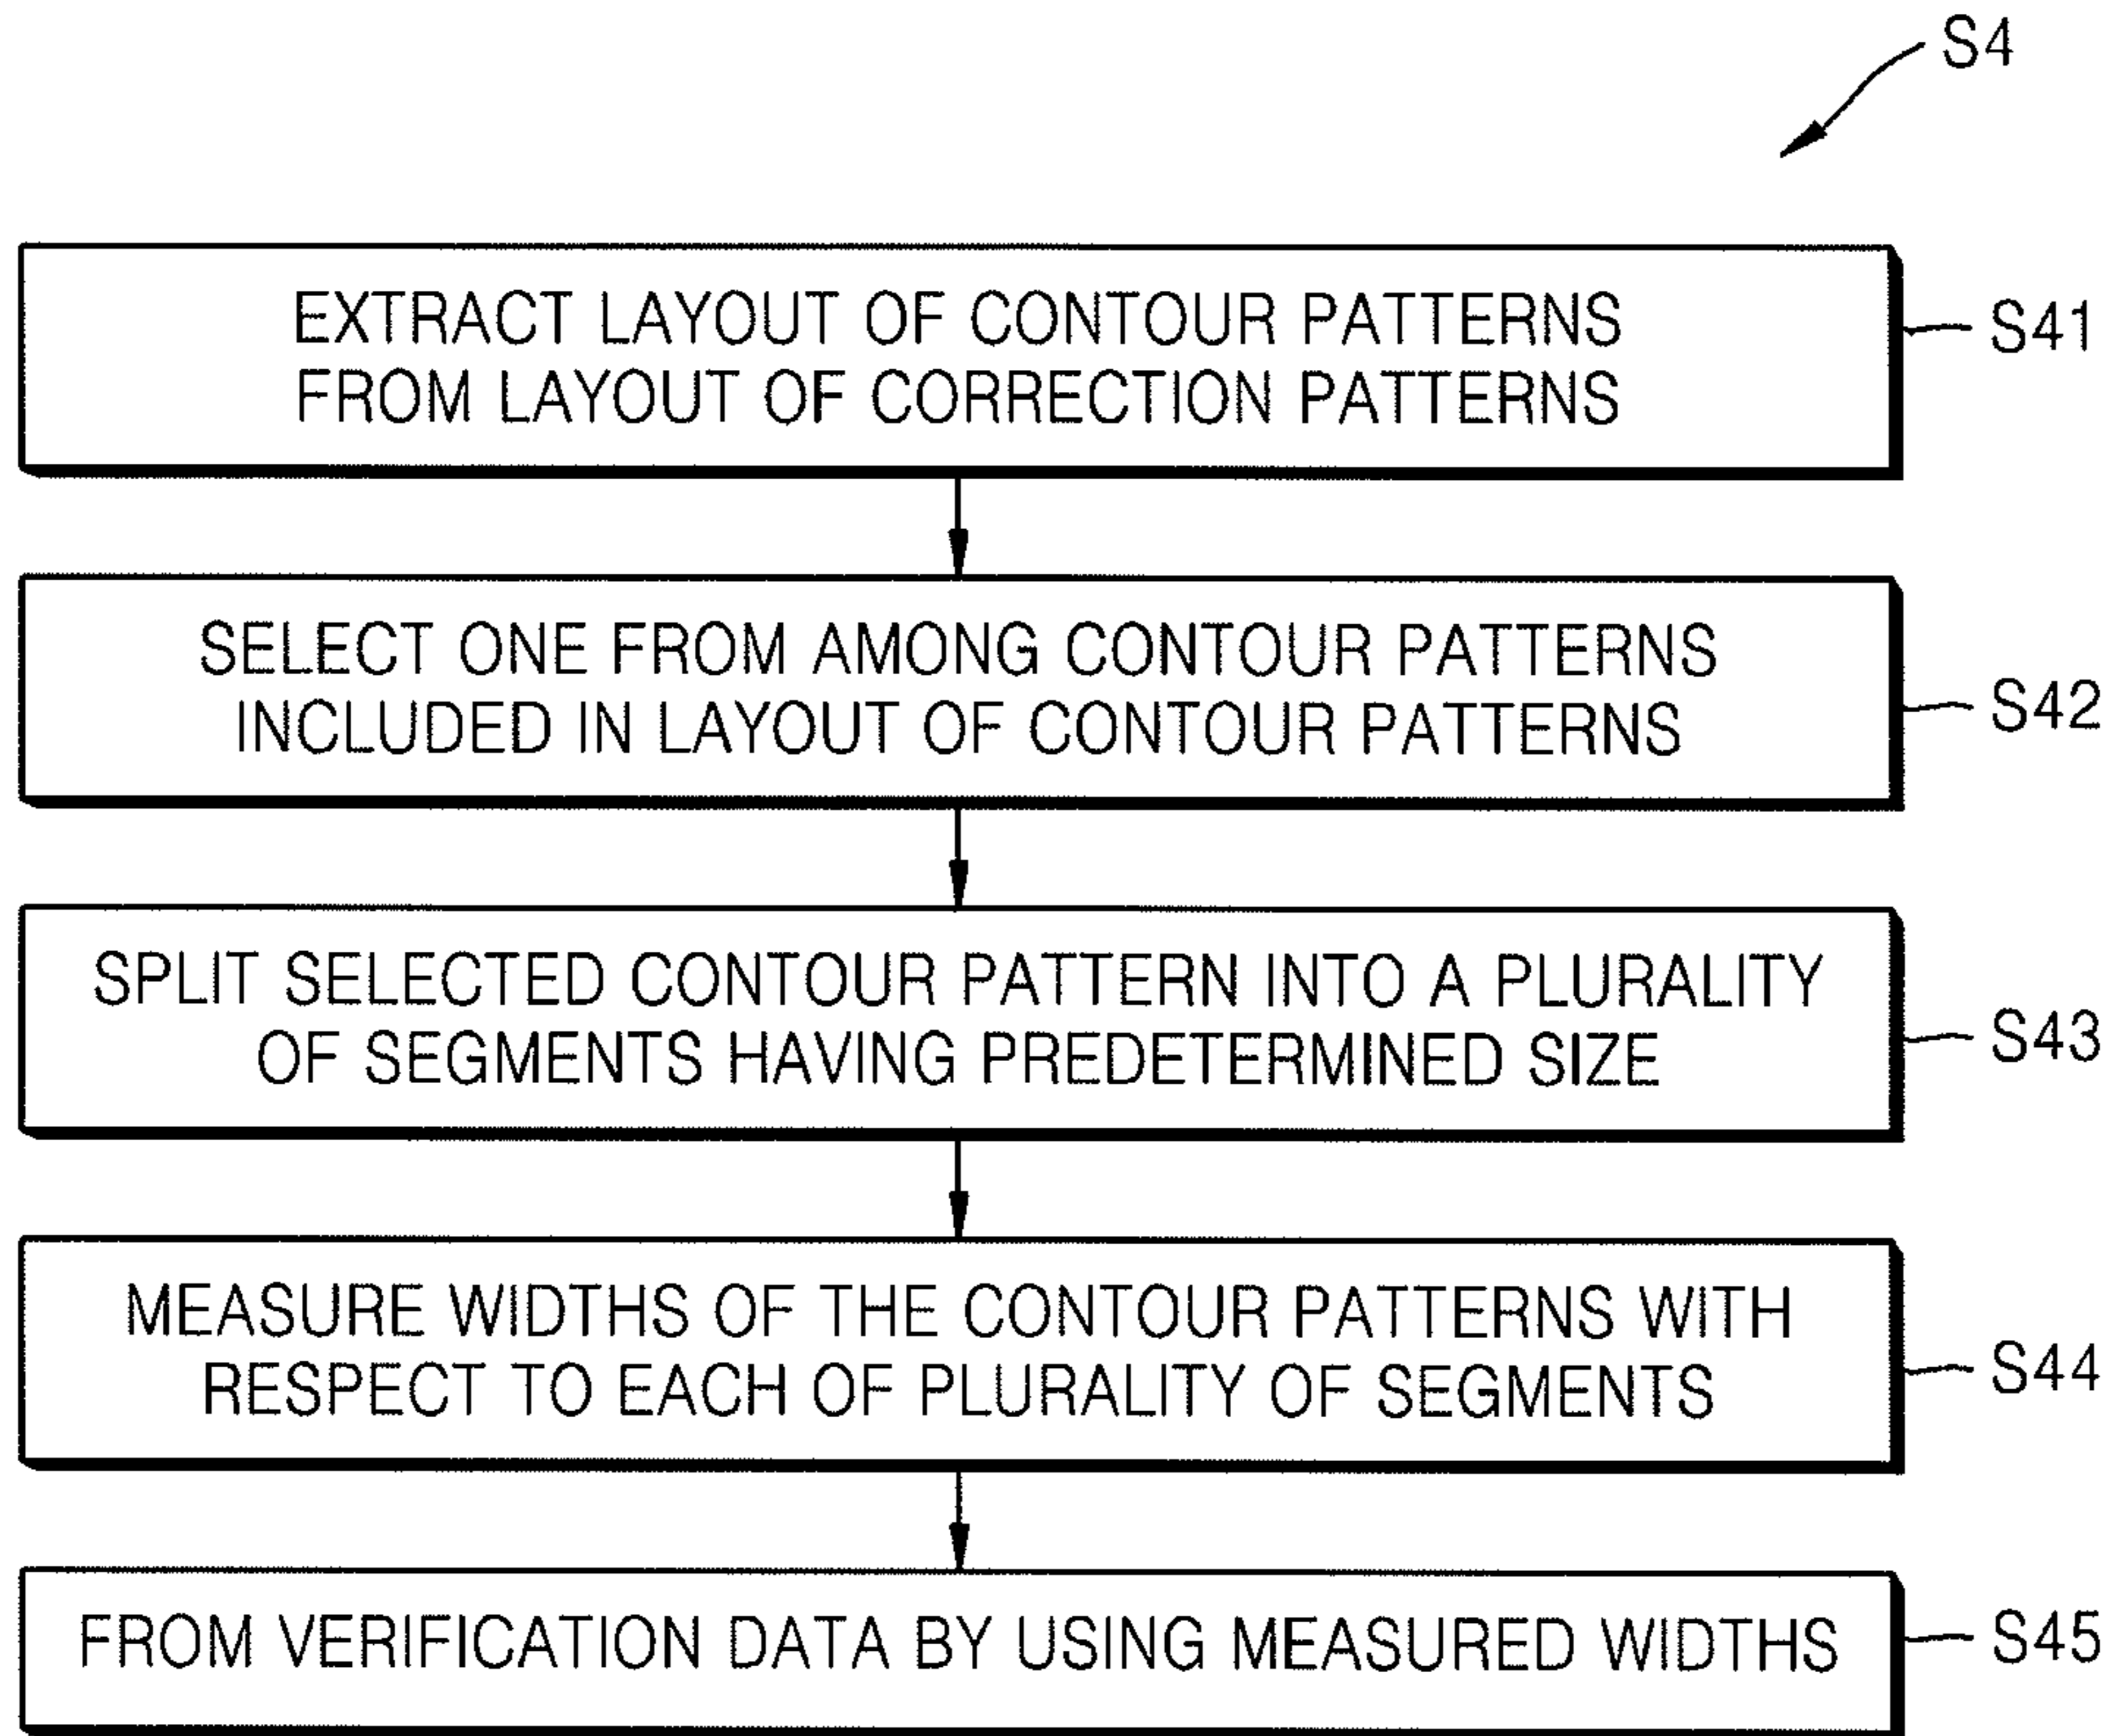 S4
EXTRACT LAYOUT OF CONTOUR PATTERNS
FROM LAYOUT OF CORRECTION PATTERNS
S41
SELECT ONE FROM AMONG CONTOUR PATTERNS
INCLUDED IN LAYOUT OF CONTOUR PATTERNS
S42
SPLIT SELECTED CONTOUR PATTERN INTO A PLURALITY
OF SEGMENTS HAVING PREDETERMINED SIZE
S43
MEASURE WIDTHS OF THE CONTOUR PATTERNS WITH
RESPECT TO EACH OF PLURALITY OF SEGMENTS
S44
FROM VERIFICATION DATA BY USING MEASURED WIDTHS
S45